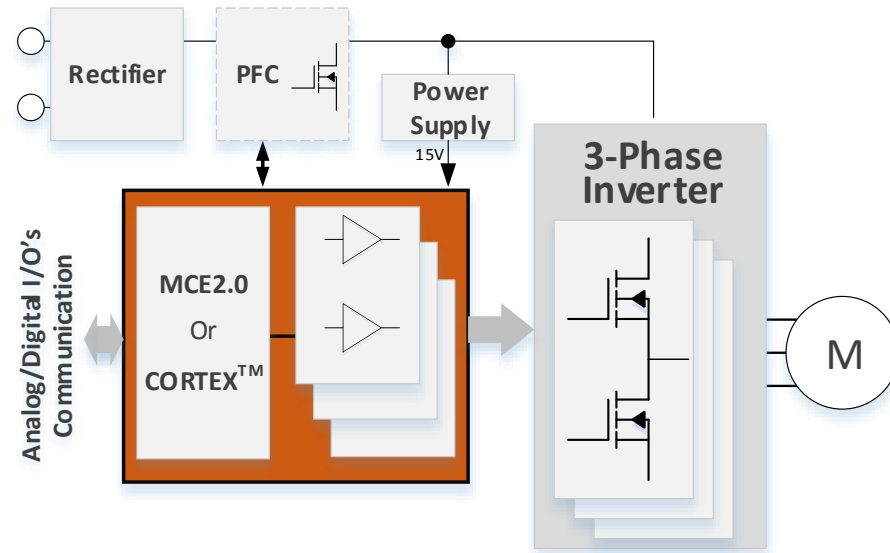 Rectifier
PFC
Power
Supply
15V
3-Phase
Inverter
Analog/Digital I/O's
Communication
MCE2.0
Or
CORTEX™
M